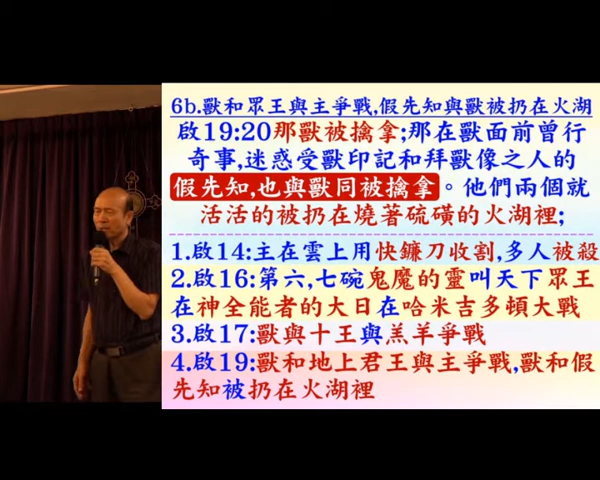 6b.獸和眾王與主爭戰,假先知與獸被扔在火湖
啟19:20那獸被擒拿;那在獸面前曾行
奇事,迷惑受獸印記和拜獸像之人的
假先知,也與獸同被擒拿。他們兩個就
活活的被扔在燒著硫磺的火湖裡;
1.啟14:主在雲上用快鐮刀收割,多人被殺
2.啟16:第六,七碗鬼魔的靈叫天下眾王
在神全能者的大日在哈米吉多頓大戰
3.啟17:獸與十王與羔羊爭戰
4.啟19:獸和地上君王與主爭戰,獸和假
先知被扔在火湖裡